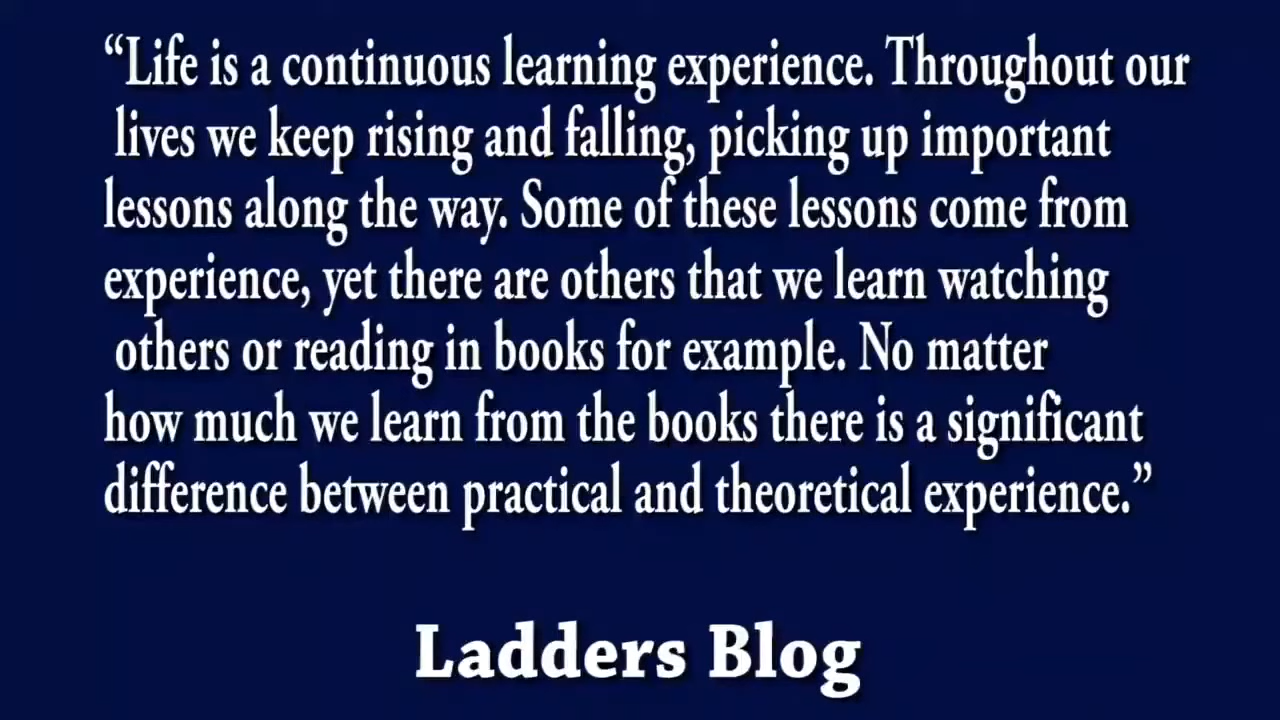 “Life is a continuous learning experience. Throughout our
lives we keep rising and falling, picking up important
lessons along the way. Some of these lessons come from
experience, yet there are others that we learn watching
others or reading in books for example. No matter
how much we learn from the books there is a significant
difference between practical and theoretical experience.”
Ladders Blog